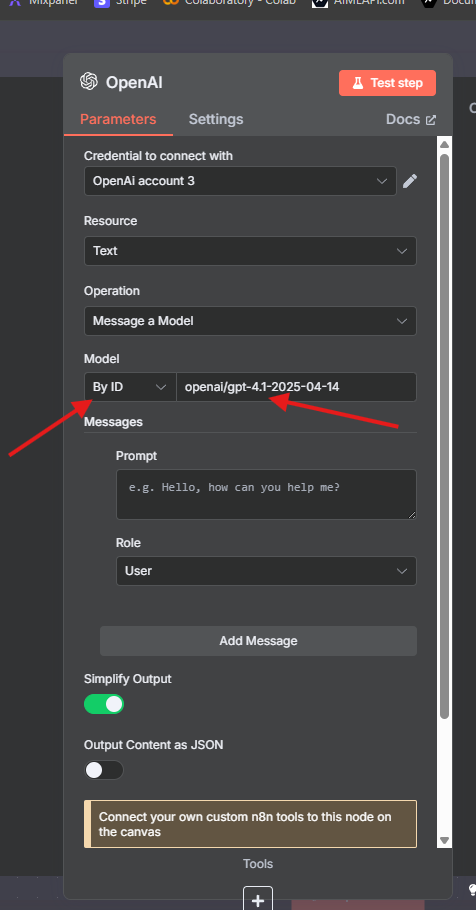 Mixpanel
Stripe
Colaboratory - Colab
AIMLAPI.com
OpenAI
Test step
Parameters
Settings
Docs
Credential to connect with
OpenAi account 3
Resource
Text
Operation
Message a Model
Model
By ID
openai/gpt-4.1-2025-04-14
Messages
Prompt
e.g. Hello, how can you help me?
Role
User
Add Message
Simplify Output
Output Content as JSON
Connect your own custom n8n tools to this node on
the canvas
Tools